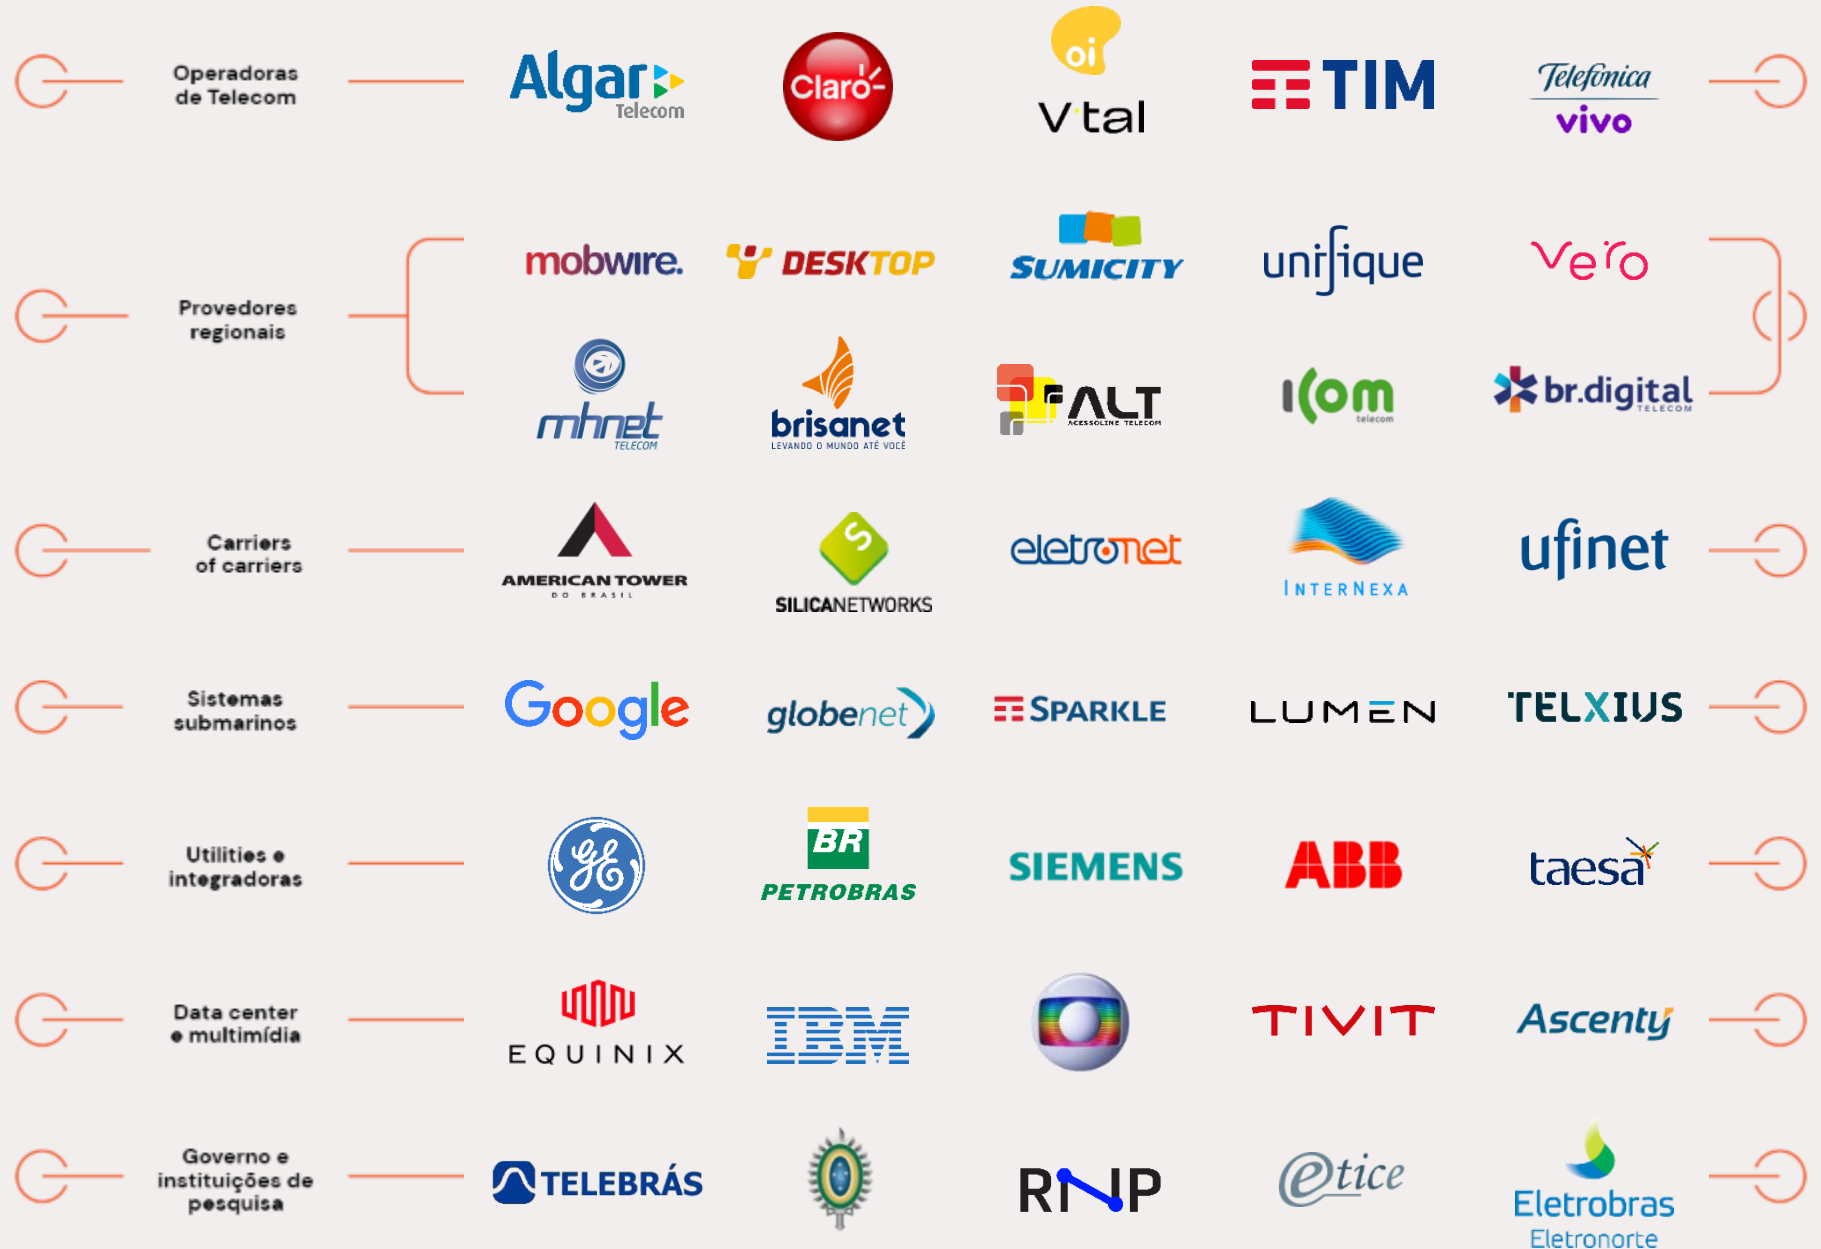 Operadoras
de Telecom
Algar
Telecom
Claro
oi
V.tal
TIM
Telefónica
vivo
Provedores
regionais
mobwire.
DESKTOP
SUMICITY
unifique
vero
mhnet
TELECOM
brisanet
LEVANDO O MUNDO ATÉ VOCÊ
ALT
ACESSOLINE TELECOM
icom
telecom
br.digital
TELECOM
Carriers
of carriers
AMERICAN TOWER
DO BRASIL
S
SILICANETWORKS
eletronet
INTERNEXA
ufinet
Sistemas
submarinos
Google
globenet
SPARKLE
LUMEN
TELXIUS
Utilities e
integradoras
GE
BR
PETROBRAS
SIEMENS
ABB
taesa
Data center
e multimídia
EQUINIX
IBM
TIVIT
Ascenty
Governo e
instituições de
pesquisa
TELEBRÁS
RNP
etice
Eletrobras
Eletronorte